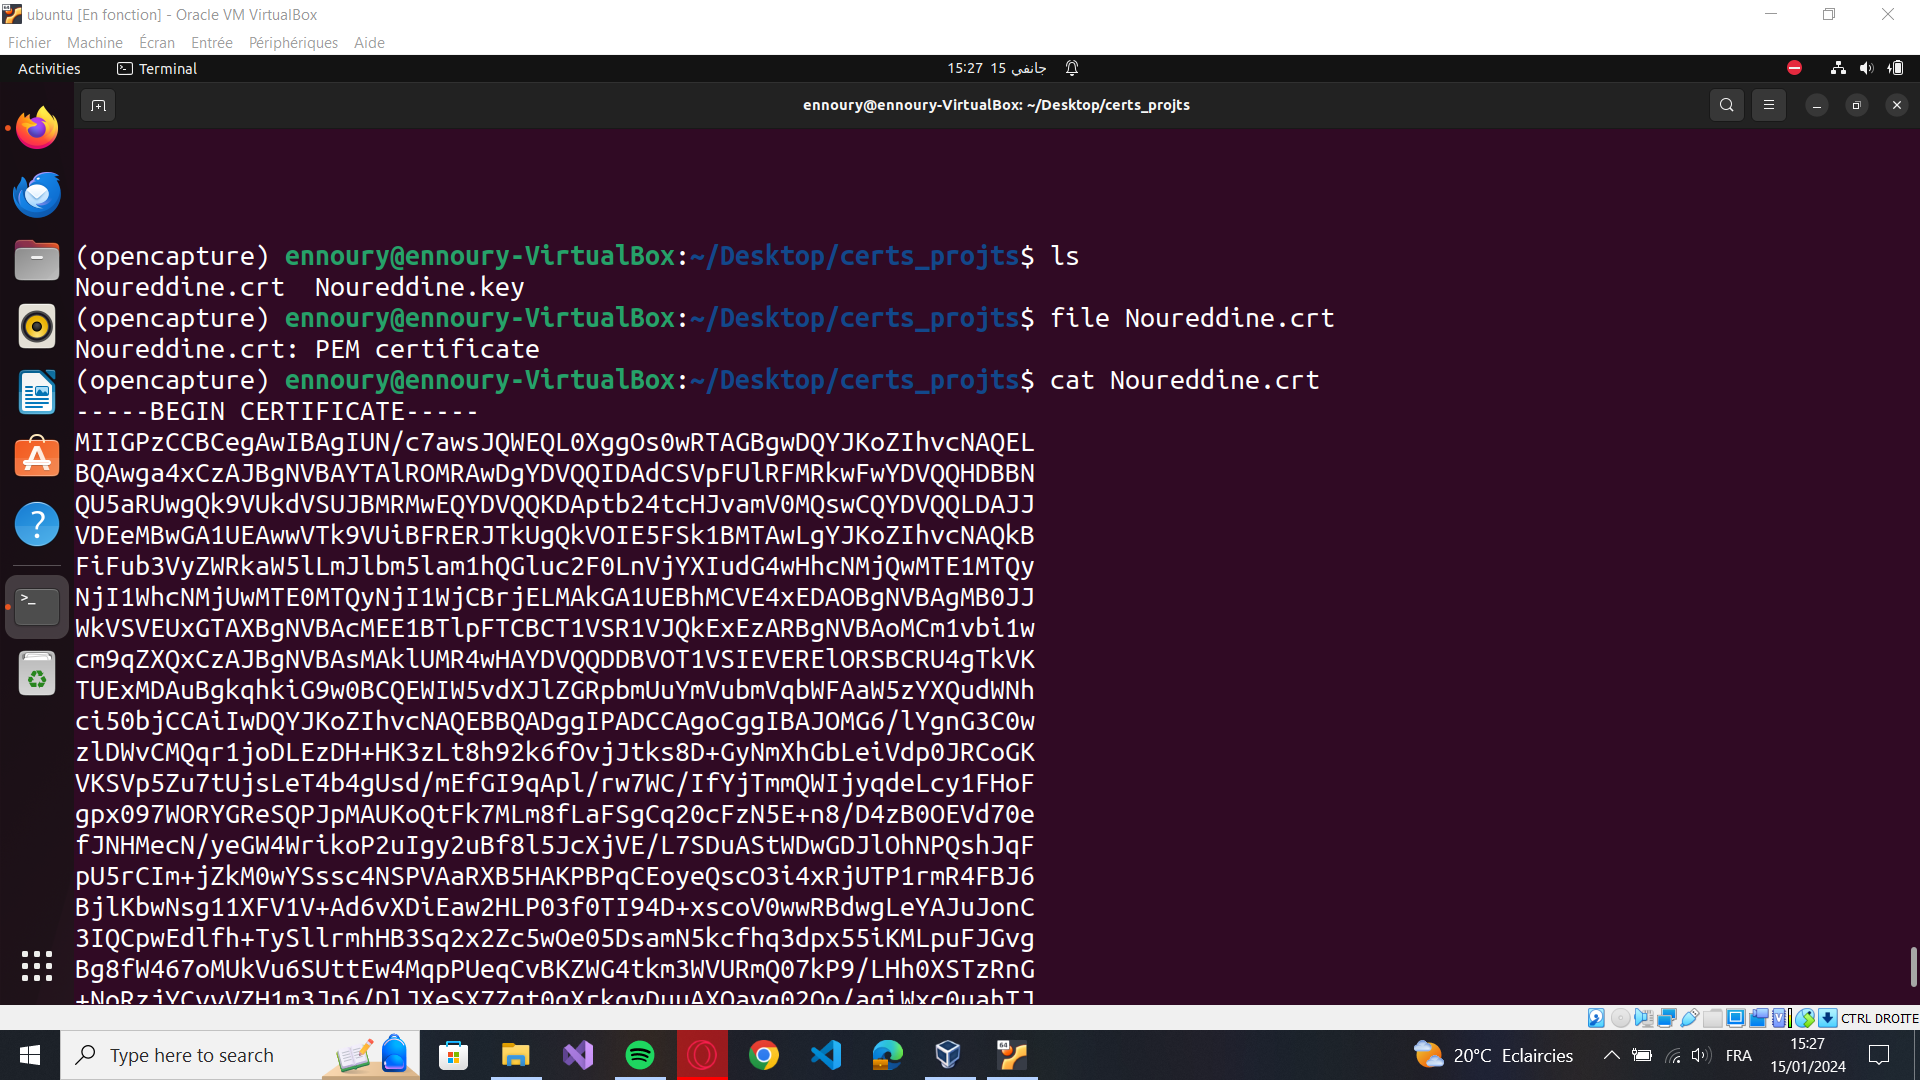 ubuntu [En fonction] - Oracle VM VirtualBox
Fichier Machine Écran Entrée Périphériques Aide
Activities Terminal
15:27 15 جانفي
ennoury@ennoury-VirtualBox: ~/Desktop/certs_projts
(opencapture) ennoury@ennoury-VirtualBox:~/Desktop/certs_projts$ ls
Noureddine.crt Noureddine.key
(opencapture) ennoury@ennoury-VirtualBox:~/Desktop/certs_projts$ file Noureddine.crt
Noureddine.crt: PEM certificate
(opencapture) ennoury@ennoury-VirtualBox:~/Desktop/certs_projts$ cat Noureddine.crt
-----BEGIN CERTIFICATE-----
MIIGPzCCBCegAwIBAgIUN/c7awsJQWEQL0XggOs0wRTAGBgwDQYJKoZIhvcNAQEL
BQAwga4xCzAJBgNVBAYTAlROMRAwDgYDVQQIDAdCSVpFUlRFMRkwFwYDVQQHDBBN
QU5aRUwgQk9VUkdVSUJBMRMwEQYDVQQKDAptb24tcHJvamV0MQswCQYDVQQLDAJJ
VDEeMBwGA1UEAwwVTk9VUiBFRERJTkUgQkVOIE5FSk1BMTAwLgYJKoZIhvcNAQkB
FiFub3VyZWRkaW5lLmJlbm5lam1hQGluc2F0LnVjYXIudG4wHhcNMjQwMTE1MTQy
NjI1WhcNMjUwMTE0MTQyNjI1WjCBrjELMAkGA1UEBhMCVE4xEDAOBgNVBAgMB0JJ
WkVSVEUxGTAXBgNVBAcMEE1BTlpFTCBCT1VSR1VJQkExEzARBgNVBAoMCm1vbi1w
cm9qZXQxCzAJBgNVBAsMAklUMR4wHAYDVQQDDBVOT1VSIEVERElORSBCRU4gTkVK
TUExMDAuBgkqhkiG9w0BCQEWIW5vdXJlZGRpbmUuYmVubmVqbWFAaW5zYXQudWNh
ci50bjCCAiIwDQYJKoZIhvcNAQEBBQADggIPADCCAgoCggIBAJOMG6/lYgnG3C0w
zlDWvCMQqr1joDLEzDH+HK3zLt8h92k6fOvjJtks8D+GyNmXhGbLeiVdp0JRCoGK
VKSVp5Zu7tUjsLeT4b4gUsd/mEfGI9qApl/rw7WC/IfYjTmmQWIjyqdeLcy1FHoF
gpx097WORYGReSQPJpMAUKoQtFk7MLm8fLaFSgCq20cFzN5E+n8/D4zB0OEVd70e
fJNHMecN/yeGW4WrikoP2uIgy2uBf8l5JcXjVE/L7SDuAStWDwGDJlOhNPQshJqF
pU5rCIm+jZkM0wYSssc4NSPVAaRXB5HAKPBPqCEoyeQscO3i4xRjUTP1rmR4FBJ6
BjlKbwNsg11XFV1V+Ad6vXDiEaw2HLP03f0TI94D+xscoV0wwRBdwgLeYAJuJonC
3IQCpwEdlfh+TySllrmhHB3Sq2x2Zc5wOe05DsamN5kcfhq3dpx55iKMLpuFJGvg
Bg8fW467oMUkVu6SUttEw4MqpPUeqCvBKZWG4tkm3WVURmQ07kP9/LHh0XSTzRnG
CTRL DROITE
Type here to search
20°C Eclaircies
FRA
15:27
15/01/2024